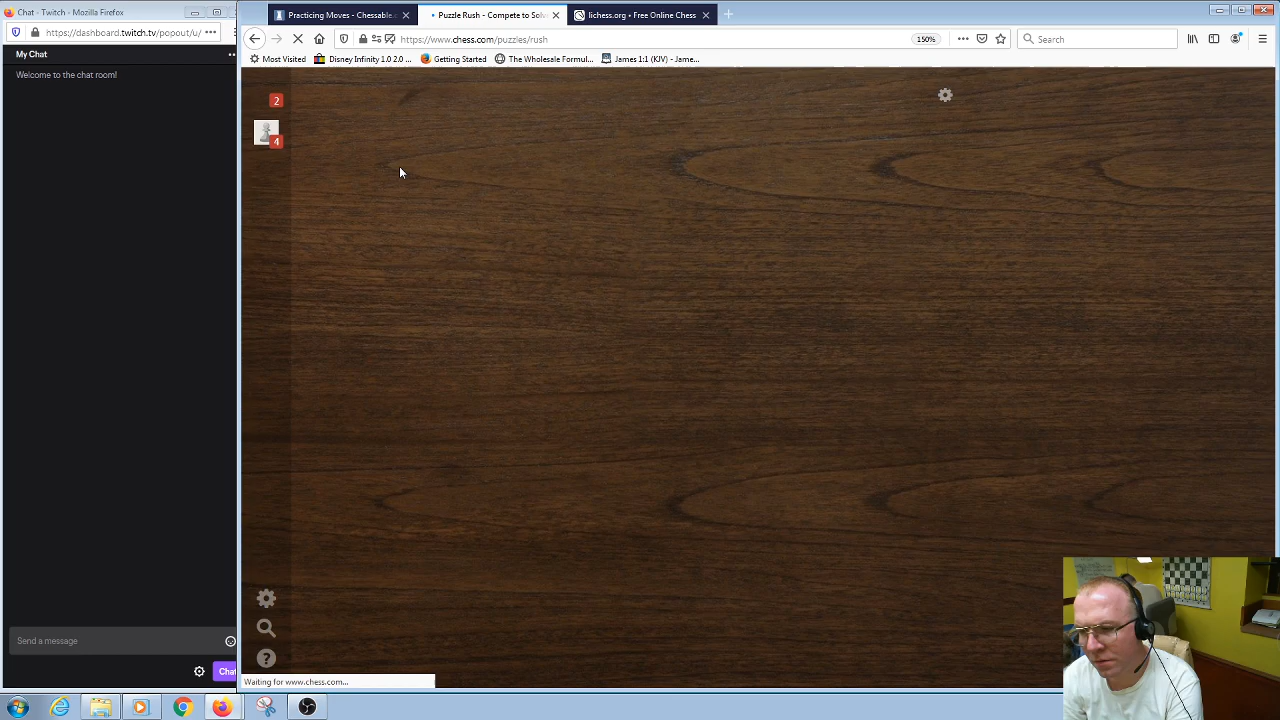 Chat - Twitch - Mozilla Firefox
https://dashboard.twitch.tv/popout/u/
My Chat
Welcome to the chat room!
Send a message
Chat
Practicing Moves - Chessable.c
Puzzle Rush - Compete to Solv
lichess.org • Free Online Chess
https://www.chess.com/puzzles/rush
150%
Search
Most Visited
Disney Infinity 1.0 2.0 ...
Getting Started
The Wholesale Formul...
James 1:1 (KJV) - Jame...
2
4
Waiting for www.chess.com...